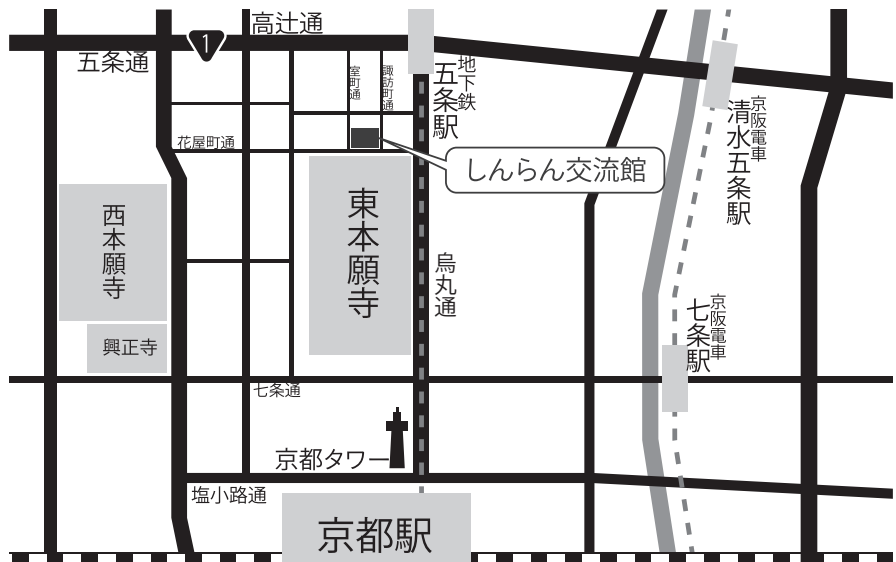 高辻通
1
五条通
室町通
諏訪町通
地下鉄
五条駅
京阪電車
清水五条駅
花屋町通
しんらん交流館
西本願寺
東本願寺
烏丸通
京阪電車
七条駅
興正寺
七条通
京都タワー
塩小路通
京都駅